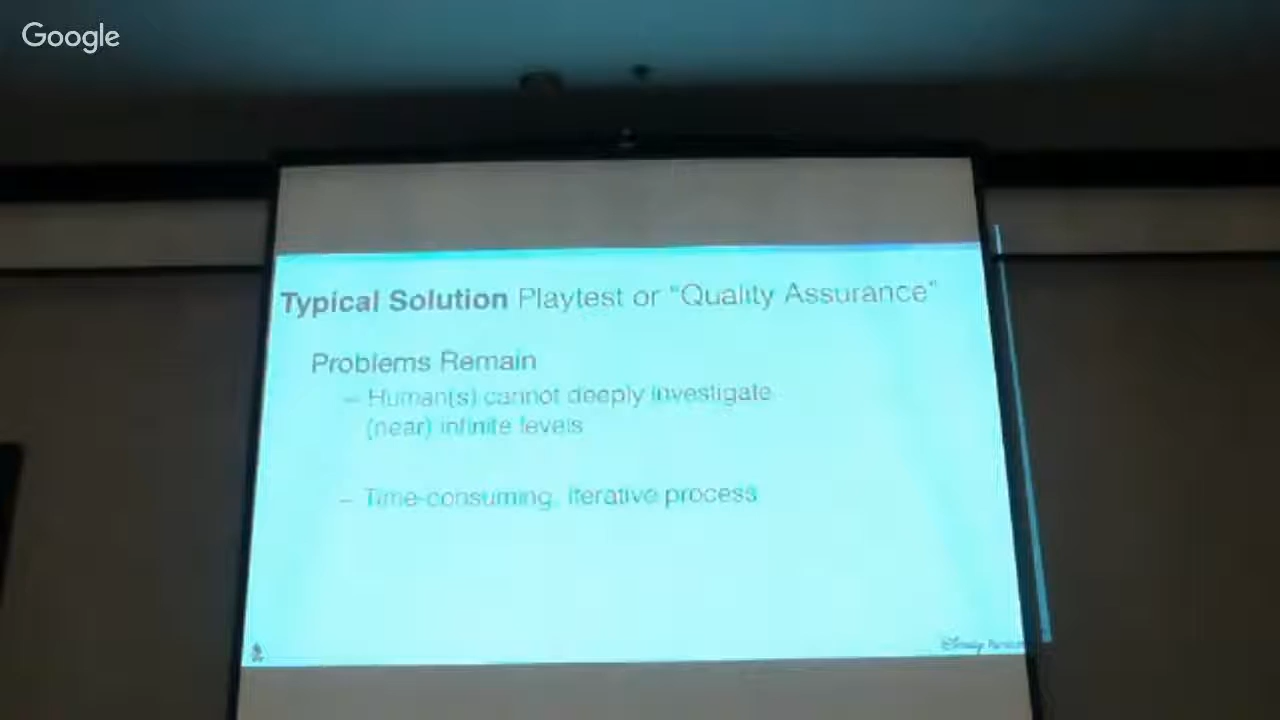 Google
Typical Solution Playtest or "Quality Assurance"
Problems Remain
– Human(s) cannot deeply investigate
(near) infinite levels
– Time-consuming, iterative process
Disney